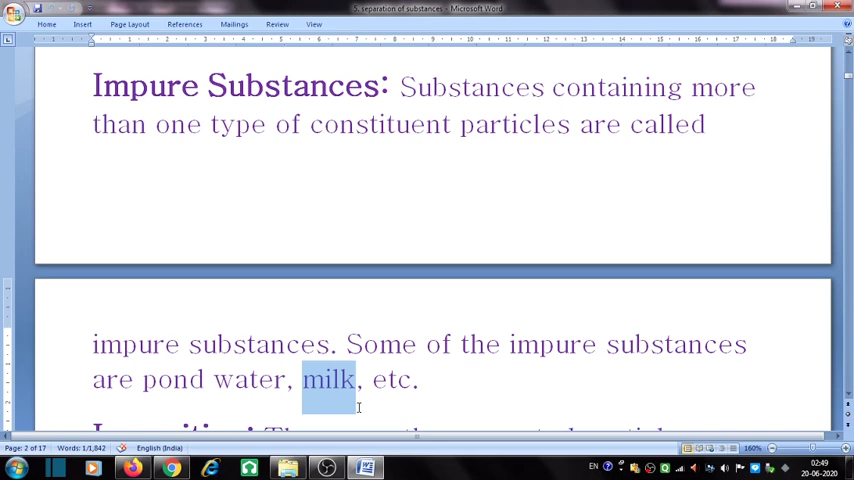 5. separation of substances - Microsoft Word
Home Insert Page Layout References Mailings Review View
Impure Substances: Substances containing more
than one type of constituent particles are called
impure substances. Some of the impure substances
are pond water, milk, etc.
Page: 2 of 17 Words: 1/1,842 English (India) 160%
EN 02:49
20-06-2020